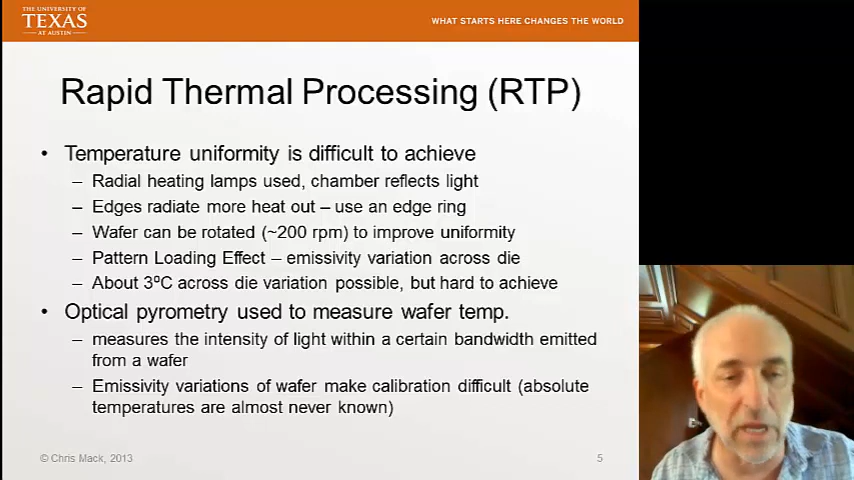 THE UNIVERSITY OF
TEXAS
AT AUSTIN
WHAT STARTS HERE CHANGES THE WORLD
Rapid Thermal Processing (RTP)
• Temperature uniformity is difficult to achieve
– Radial heating lamps used, chamber reflects light
– Edges radiate more heat out – use an edge ring
– Wafer can be rotated (~200 rpm) to improve uniformity
– Pattern Loading Effect – emissivity variation across die
– About 3ºC across die variation possible, but hard to achieve
• Optical pyrometry used to measure wafer temp.
– measures the intensity of light within a certain bandwidth emitted
from a wafer
– Emissivity variations of wafer make calibration difficult (absolute
temperatures are almost never known)
© Chris Mack, 2013
5